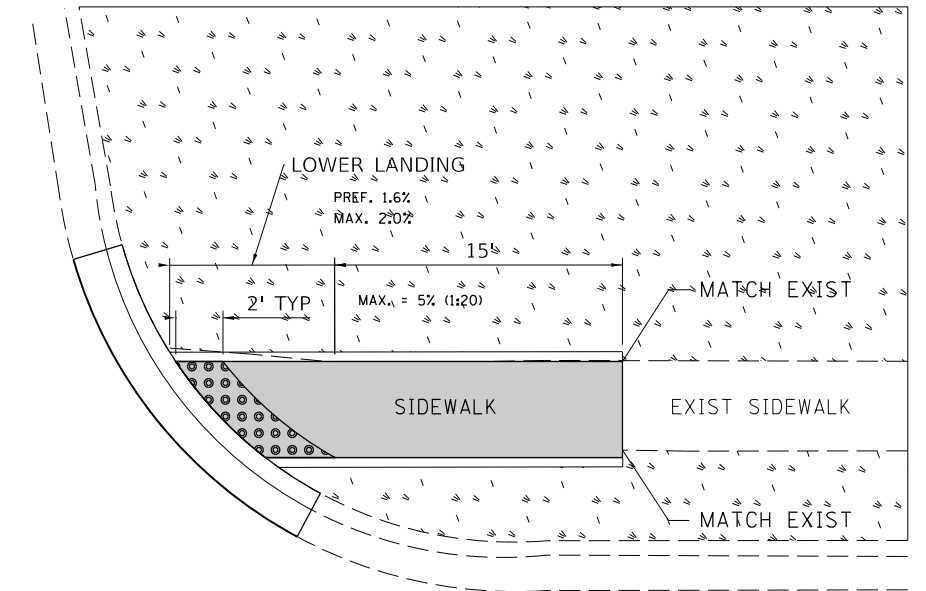 LOWER LANDING
PREF. 1.6%
MAX. 2.0%
15'
2' TYP
MAX. = 5% (1:20)
MATCH EXIST
SIDEWALK
EXIST SIDEWALK
MATCH EXIST